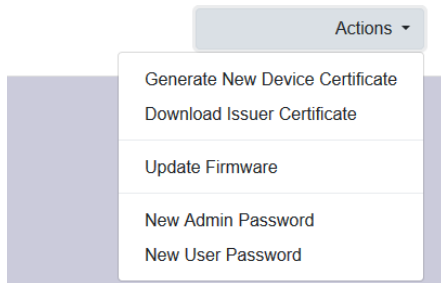 Actions
Generate New Device Certificate
Download Issuer Certificate
Update Firmware
New Admin Password
New User Password